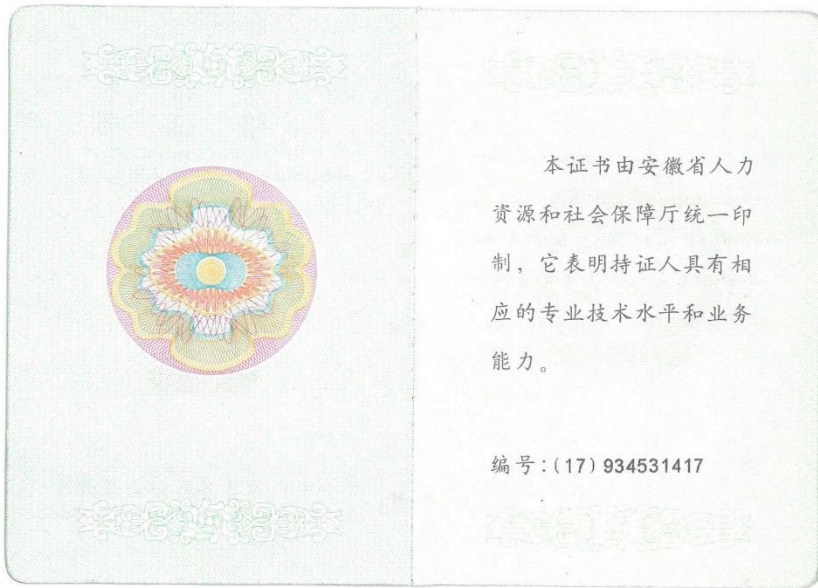 本证书由安徽省人力
资源和社会保障厅统一印
制，它表明持证人具有相
应的专业技术水平和业务
能力。
编号：(17)934531417